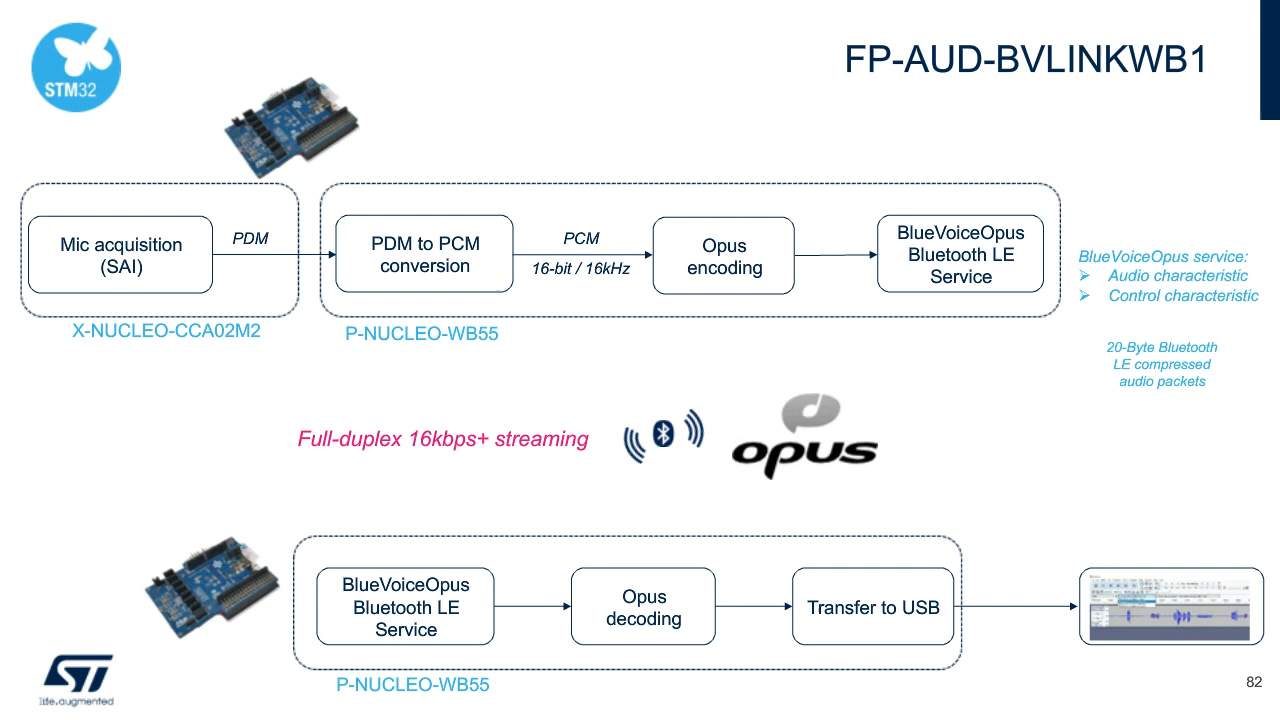 FP-AUD-BVLINKWB1
STM32
Mic acquisition
(SAI)
PDM
PDM to PCM
conversion
PCM
16-bit / 16kHz
Opus
encoding
BlueVoiceOpus
Bluetooth LE
Service
BlueVoiceOpus service:
➢ Audio characteristic
➢ Control characteristic
X-NUCLEO-CCA02M2
P-NUCLEO-WB55
20-Byte Bluetooth
LE compressed
audio packets
Full-duplex 16kbps+ streaming
opus
BlueVoiceOpus
Bluetooth LE
Service
Opus
decoding
Transfer to USB
P-NUCLEO-WB55
ST
life.augmented
82